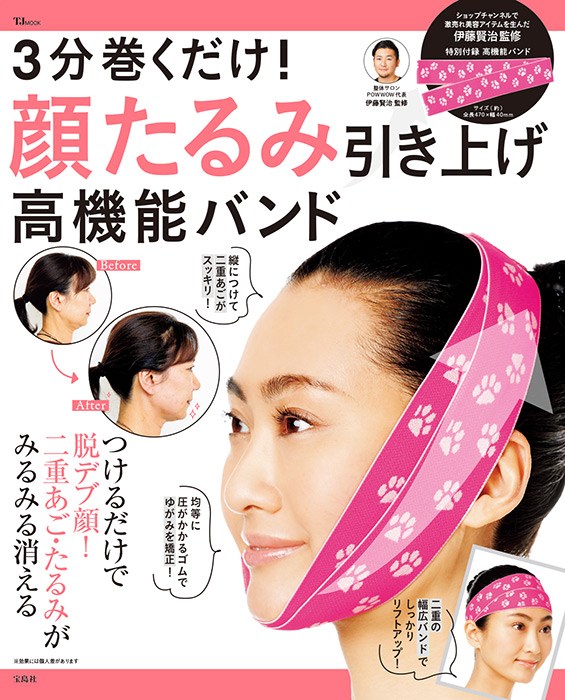 TJMOOK
ショップチャンネルで
激売れ美容アイテムを生んだ
伊藤賢治監修
特別付録 高機能バンド
サイズ(約)
全長470×幅40mm
整体サロン
POWWOW代表
伊藤賢治 監修
3分巻くだけ!
顔たるみ引き上げ
高機能バンド
Before
After
縦につけて
二重あごが
スッキリ!
つけるだけで
脱デブ顔!
二重あご・たるみが
みるみる消える
均等に
圧がかかるゴムで
ゆがみを矯正!
二重の
幅広バンドで
しっかり
リフトアップ!
※効果には個人差があります
宝島社